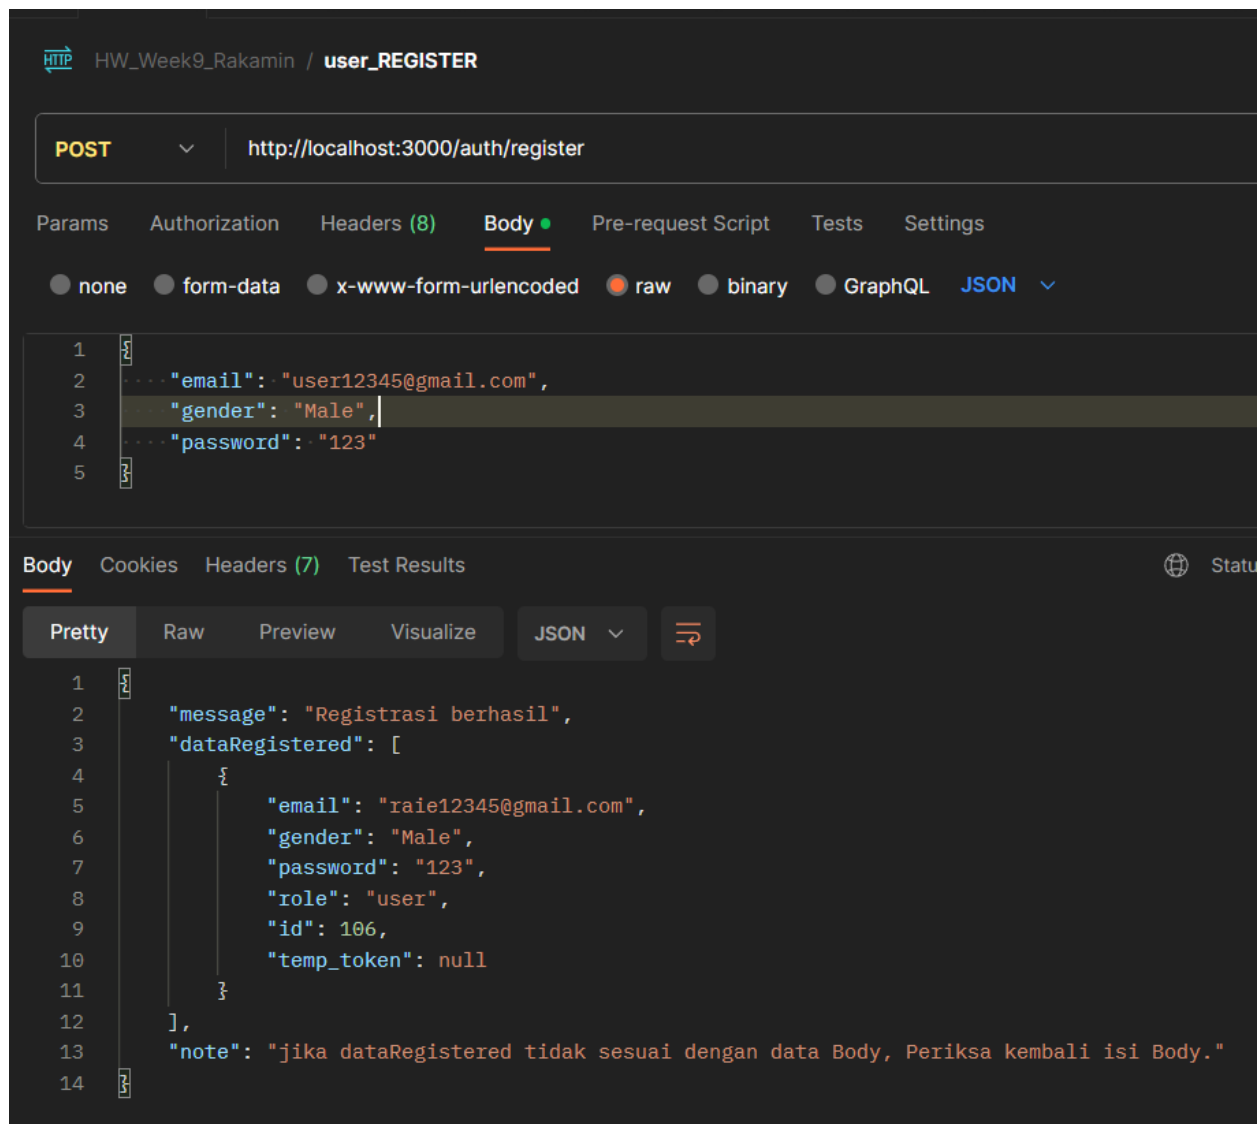 HTTP HW_Week9_Rakamin / user_REGISTER
POST http://localhost:3000/auth/register
Params Authorization Headers (8) Body Pre-request Script Tests Settings
none form-data x-www-form-urlencoded raw binary GraphQL JSON
1 {
2 "email": "user12345@gmail.com",
3 "gender": "Male",
4 "password": "123"
5 }
Body Cookies Headers (7) Test Results Statu
Pretty Raw Preview Visualize JSON
1 {
2 "message": "Registrasi berhasil",
3 "dataRegistered": [
4 {
5 "email": "raie12345@gmail.com",
6 "gender": "Male",
7 "password": "123",
8 "role": "user",
9 "id": 106,
10 "temp_token": null
11 }
12 ],
13 "note": "jika dataRegistered tidak sesuai dengan data Body, Periksa kembali isi Body."
14 }